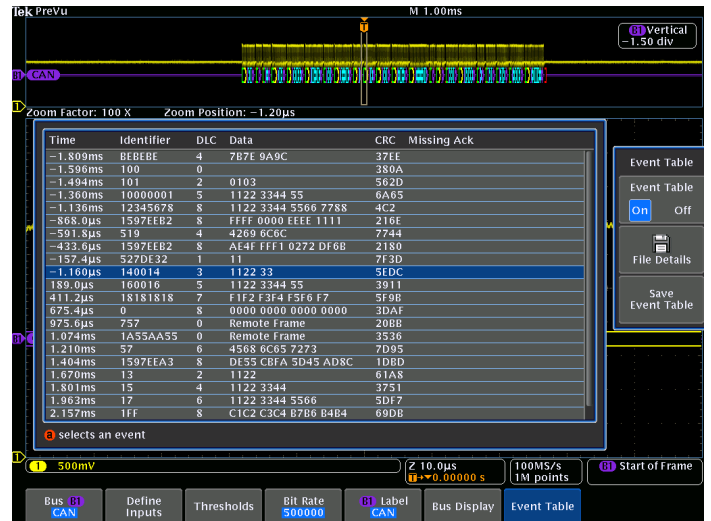 Tek PreVu M 1.00ms
T
B1 Vertical
−1.50 div
B1 CAN
1
Zoom Factor: 100 X Zoom Position: −1.20µs
Time Identifier DLC Data CRC Missing Ack
−1.809ms BEBEBE 4 7B7E 9A9C 37EE
−1.596ms 100 0 380A
−1.494ms 101 2 0103 562D
−1.360ms 10000001 5 1122 3344 55 6A65
−1.136ms 12345678 8 1122 3344 5566 7788 4C2
−868.0µs 1597EEB2 8 FFFF 0000 EEEE 1111 216E
−591.8µs 519 4 4269 6C6C 7744
−433.6µs 1597EEB2 8 AE4F FFF1 0272 DF6B 2180
−157.4µs 527DE32 1 11 7F3D
−1.160µs 140014 3 1122 33 5EDC
189.0µs 160016 5 1122 3344 55 3911
411.2µs 18181818 7 F1F2 F3F4 F5F6 F7 5F9B
675.4µs 0 8 0000 0000 0000 0000 3DAF
975.6µs 757 0 Remote Frame 20BB
1.074ms 1A55AA55 0 Remote Frame 3536
1.210ms 57 6 4568 6C65 7273 7D95
1.404ms 1597EEA3 8 DE55 CBFA 5D45 AD8C 1DBD
1.670ms 13 2 1122 61A8
1.801ms 15 4 1122 3344 3751
1.963ms 17 6 1122 3344 5566 5DF7
2.157ms 1FF 8 C1C2 C3C4 B7B6 B4B4 69DB
a selects an event
Event Table
Event Table
On Off
File Details
Save
Event Table
B1
1
1 500mV
Z 10.0µs
T→▼0.00000 s
100MS/s
1M points
B1 Start of Frame
Bus B1
CAN
Define
Inputs
Thresholds
Bit Rate
500000
B1 Label
CAN
Bus Display
Event Table